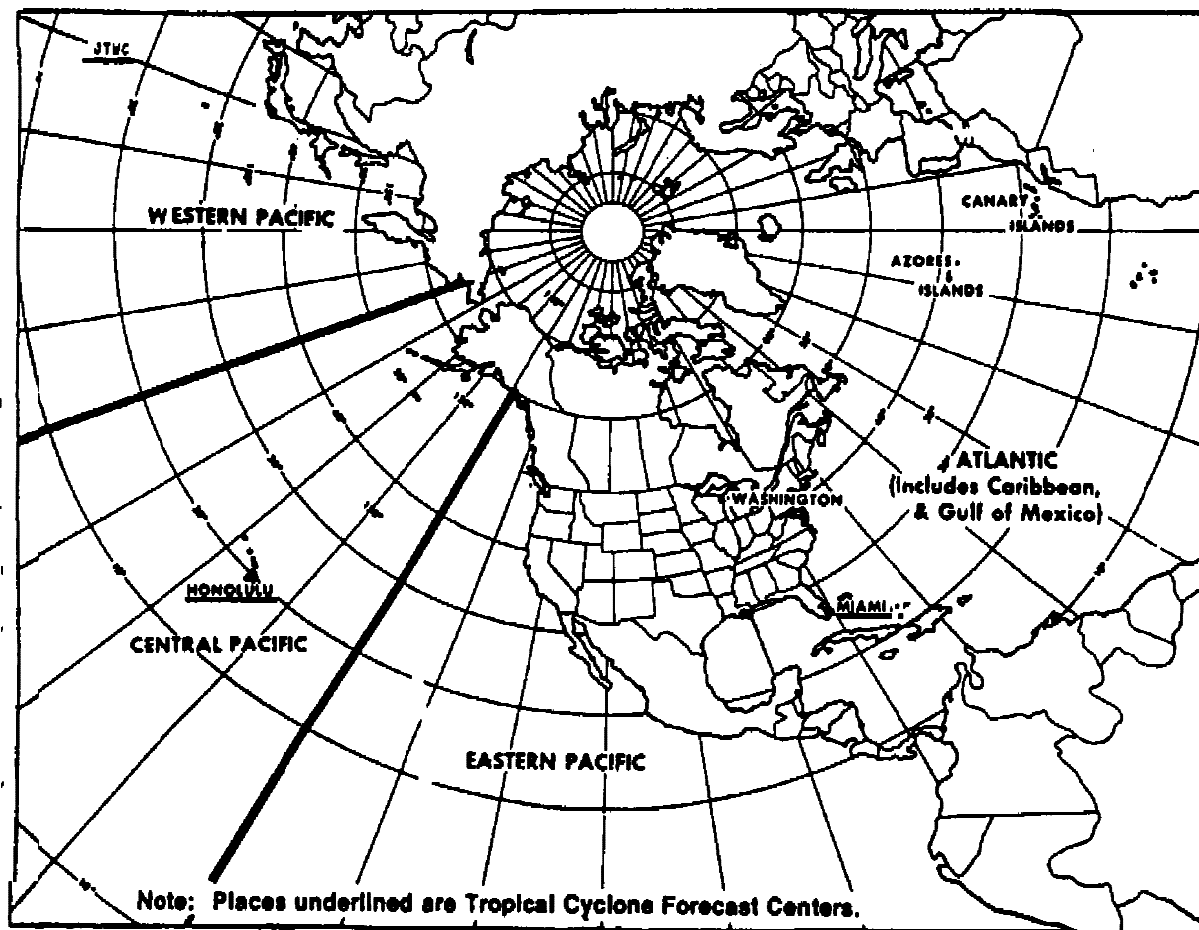 JTWC
WESTERN PACIFIC
CANARY
ISLANDS
AZORES
ISLANDS
ATLANTIC
(Includes Caribbean,
& Gulf of Mexico)
WASHINGTON
HONOLULU
MIAMI
CENTRAL PACIFIC
EASTERN PACIFIC
Note: Places underlined are Tropical Cyclone Forecast Centers.